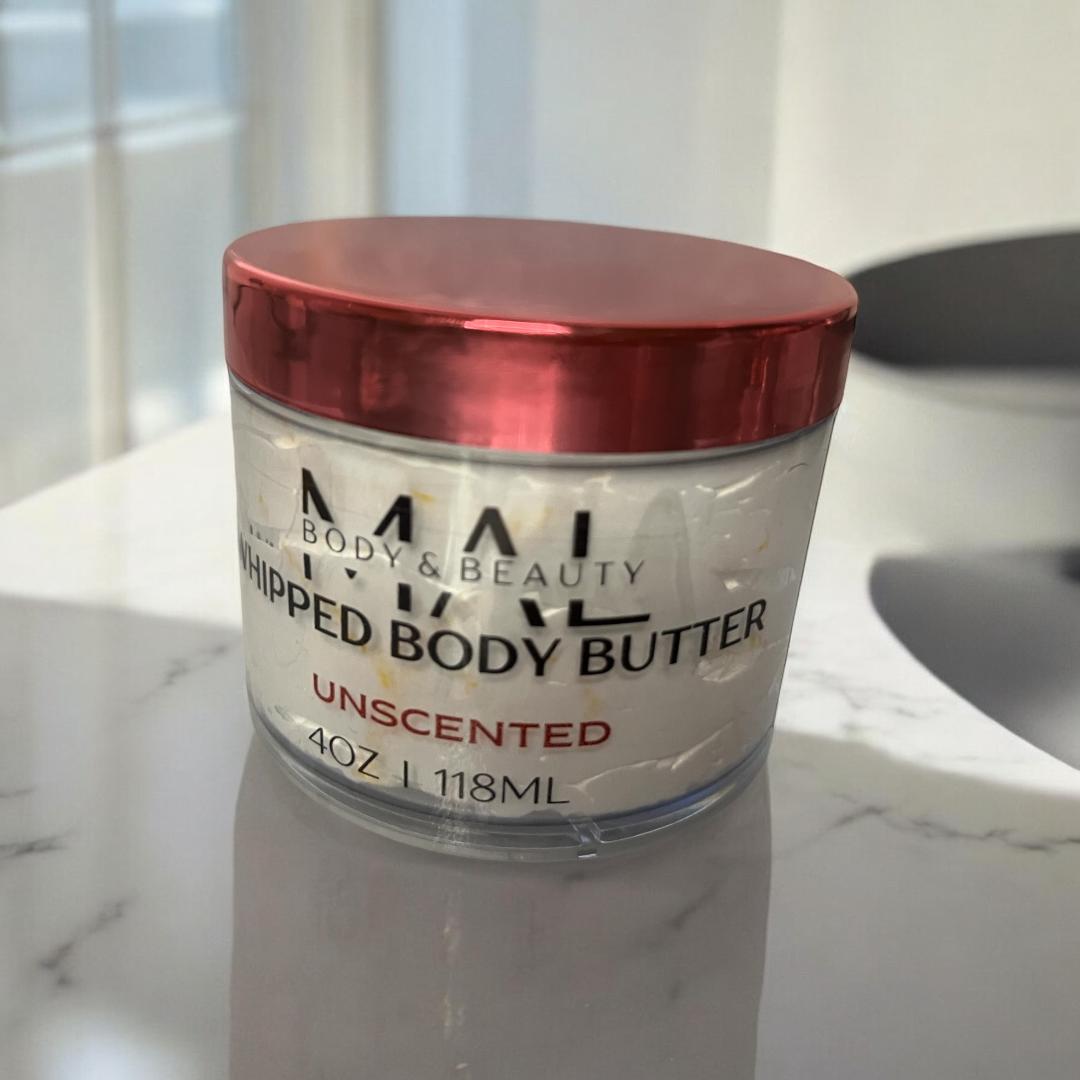 MAL
BODY & BEAUTY
WHIPPED BODY BUTTER
UNSCENTED
4OZ | 118ML